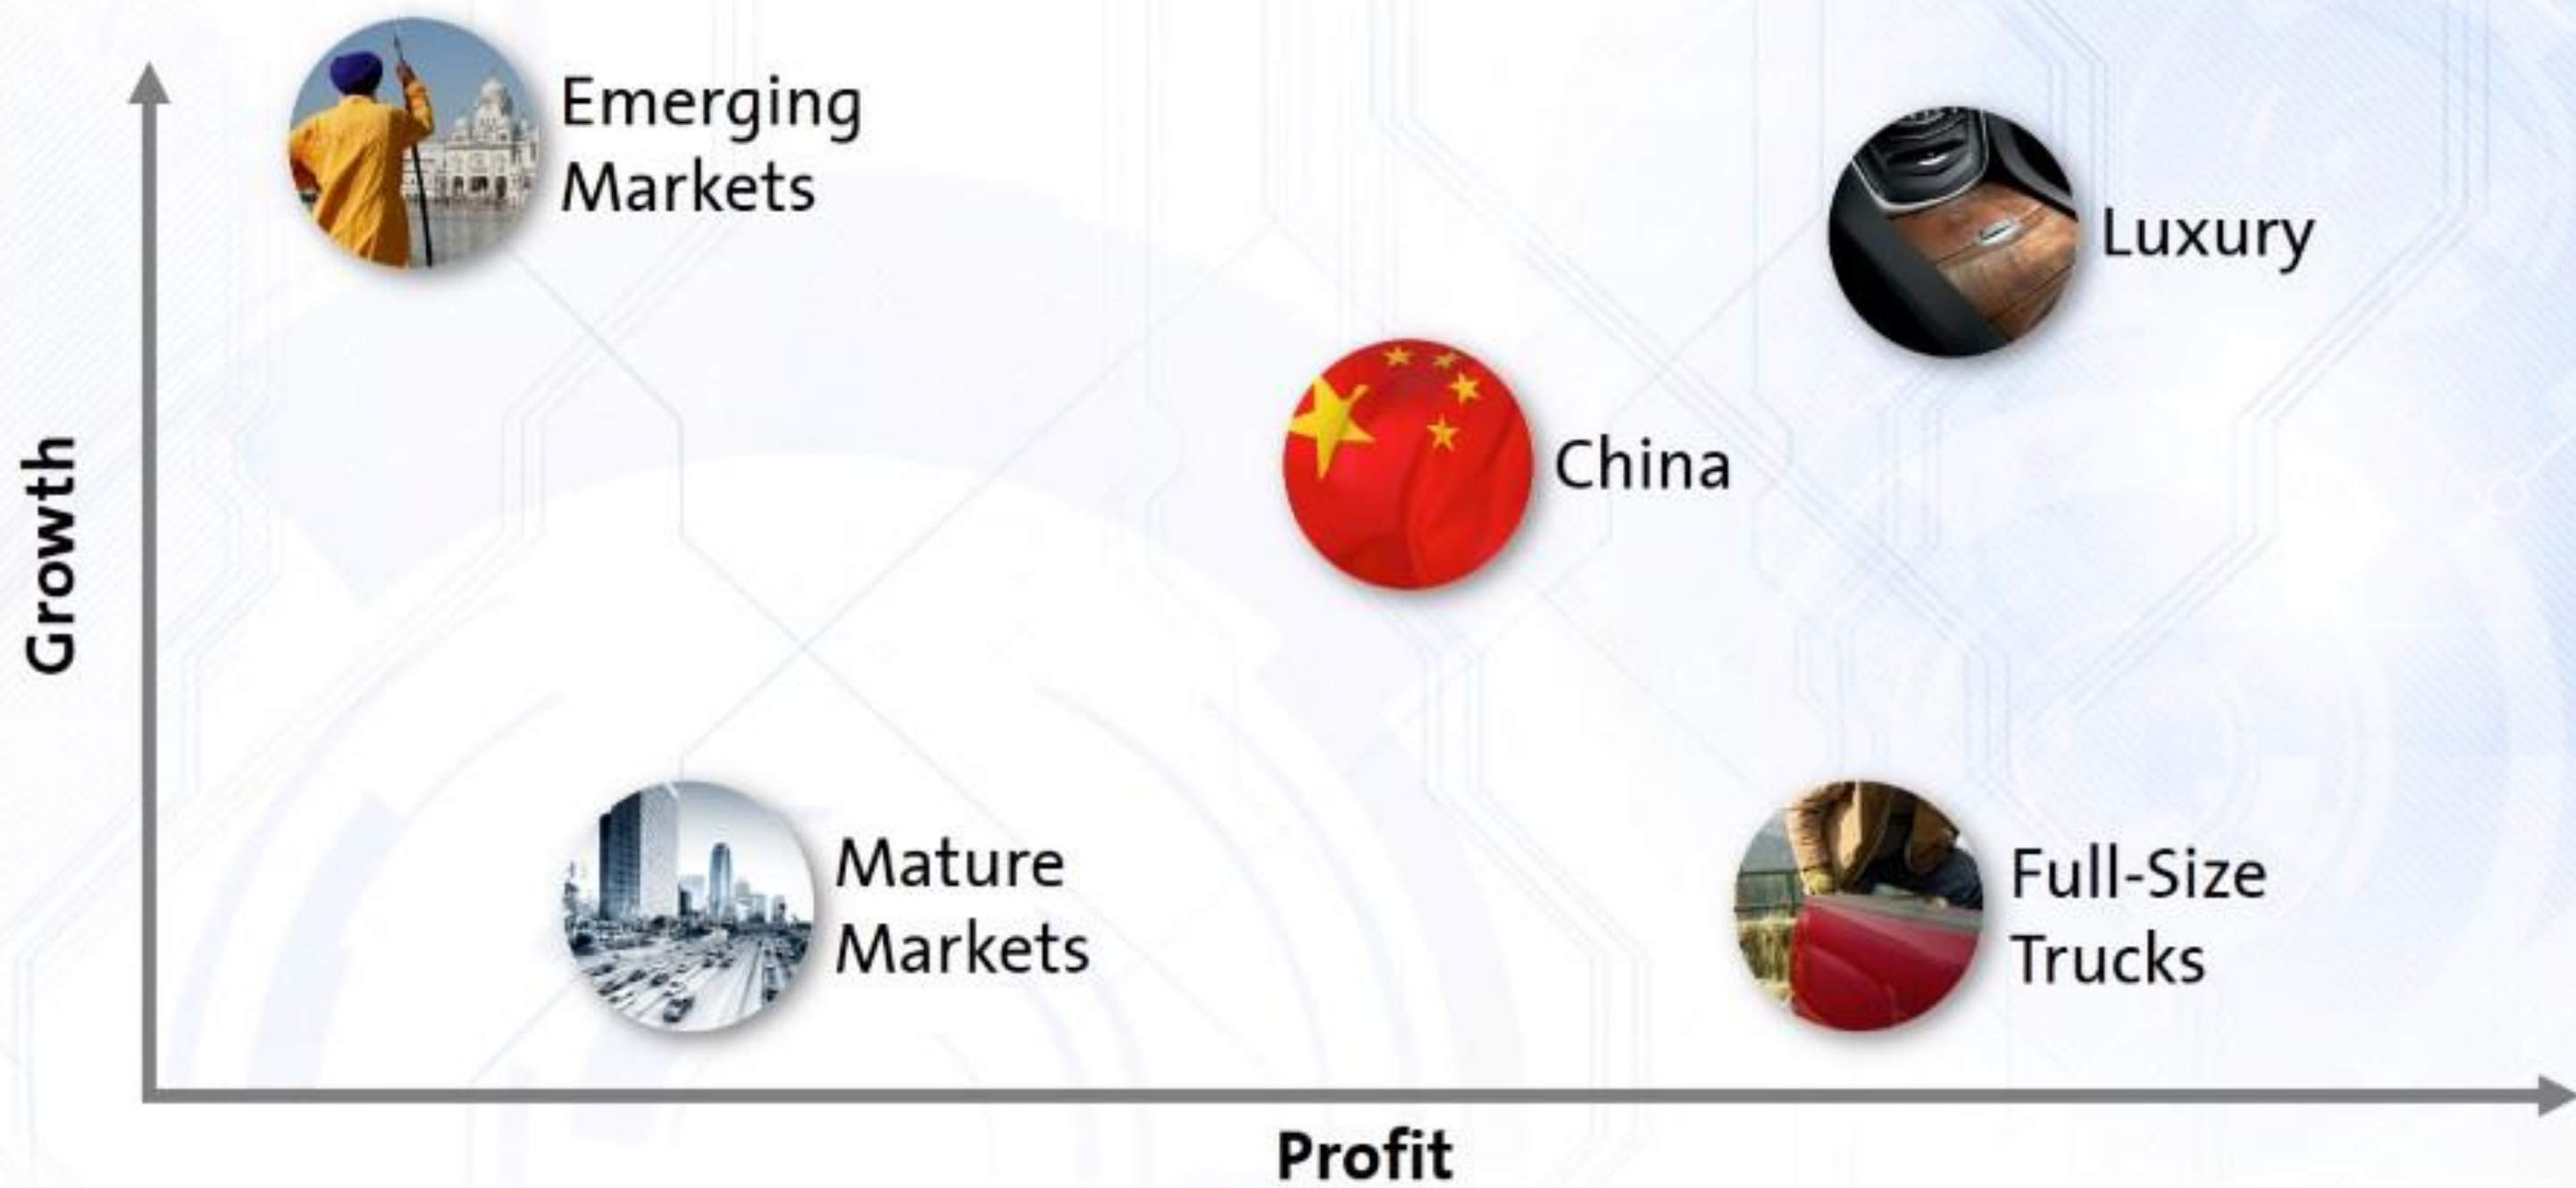 Emerging
Markets
Luxury
China
Growth
Mature
Markets
Full-Size
Trucks
Profit